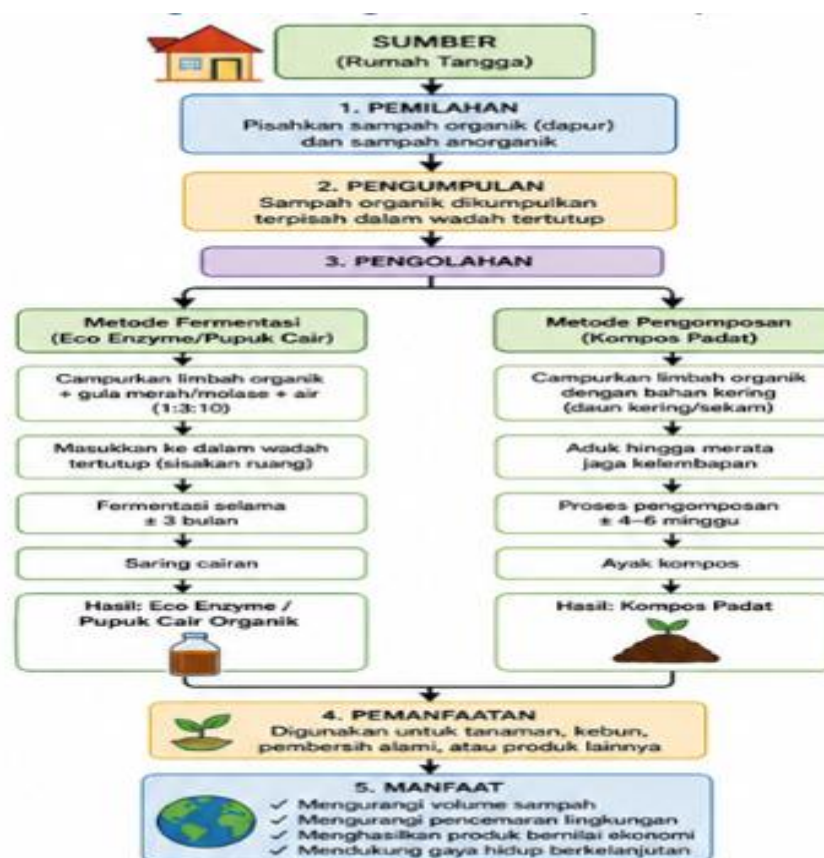 SUMBER
(Rumah Tangga)
1. PEMILAHAN
Pisahkan sampah organik (dapur)
dan sampah anorganik
2. PENGUMPULAN
Sampah organik dikumpulkan
terpisah dalam wadah tertutup
3. PENGOLAHAN
Metode Fermentasi
(Eco Enzyme/Pupuk Cair)
Campurkan limbah organik
+ gula merah/molase + air
(1:3:10)
Masukkan ke dalam wadah
tertutup (sisakan ruang)
Fermentasi selama
± 3 bulan
Saring cairan
Hasil: Eco Enzyme /
Pupuk Cair Organik
Metode Pengomposan
(Kompos Padat)
Campurkan limbah organik
dengan bahan kering
(daun kering/sekam)
Aduk hingga merata
jaga kelembapan
Proses pengomposan
± 4–6 minggu
Ayak kompos
Hasil: Kompos Padat
4. PEMANFAATAN
Digunakan untuk tanaman, kebun,
pembersih alami, atau produk lainnya
5. MANFAAT
✓ Mengurangi volume sampah
✓ Mengurangi pencemaran lingkungan
✓ Menghasilkan produk bernilai ekonomi
✓ Mendukung gaya hidup berkelanjutan